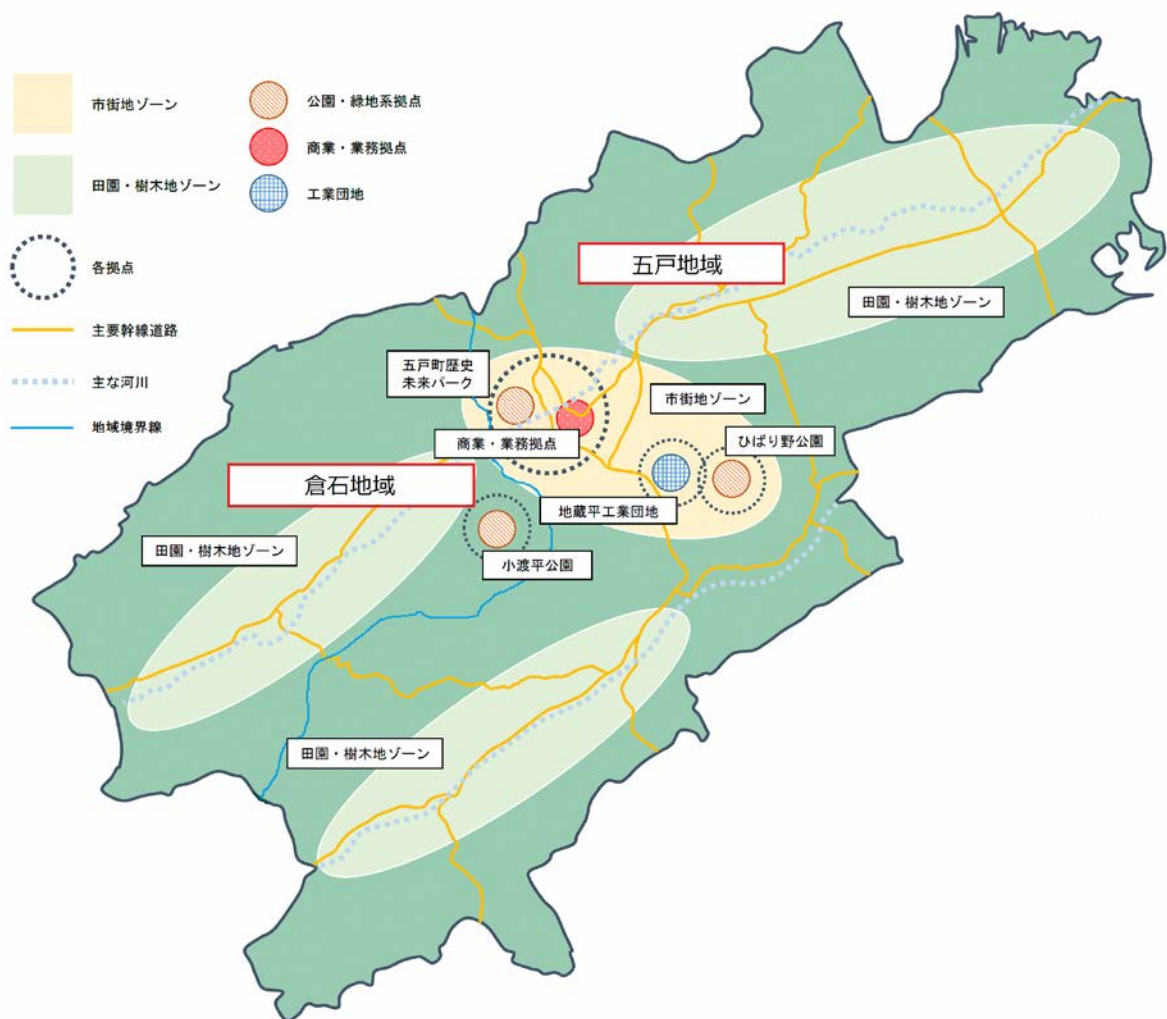 市街地ゾーン
田園・樹木地ゾーン
各拠点
主要幹線道路
主な河川
地域境界線
公園・緑地系拠点
商業・業務拠点
工業団地
五戸地域
田園・樹木地ゾーン
五戸町歴史
未来パーク
市街地ゾーン
商業・業務拠点
ひばり野公園
倉石地域
地蔵平工業団地
田園・樹木地ゾーン
小渡平公園
田園・樹木地ゾーン